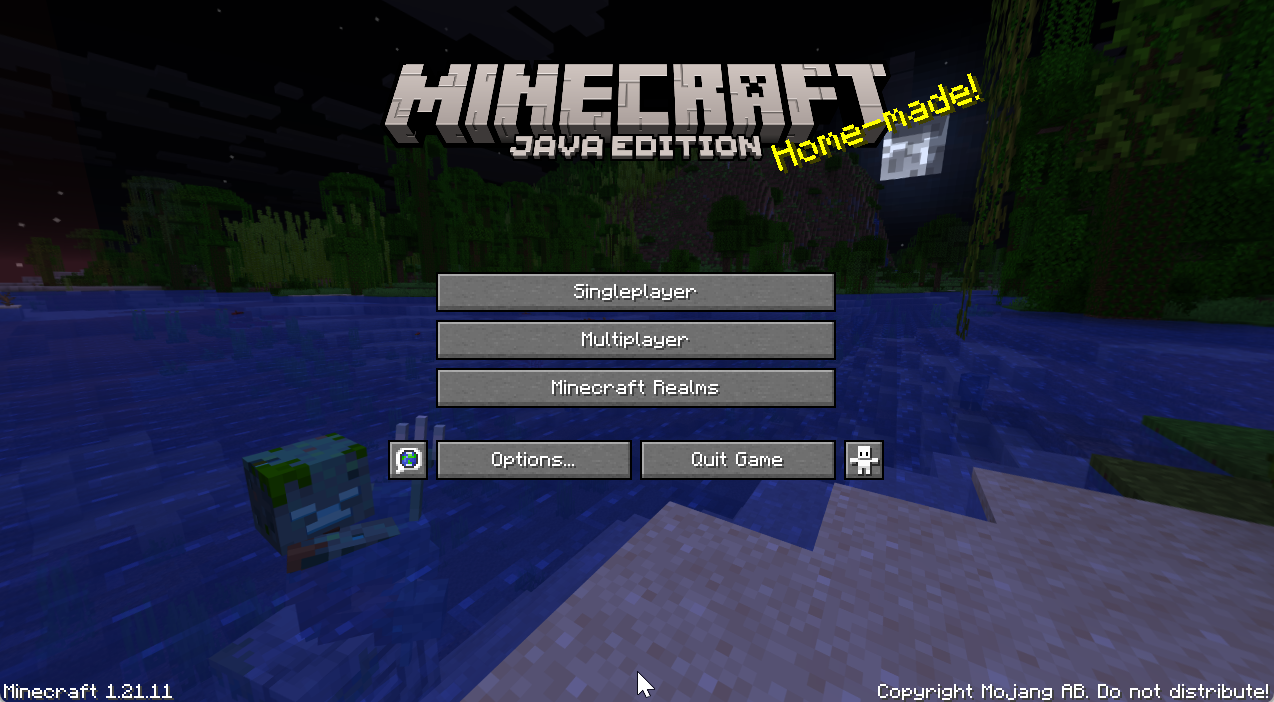 MINECRAFT
JAVA EDITION
Home-made!
Singleplayer
Multiplayer
Minecraft Realms
Options...
Quit Game
Minecraft 1.21.11
Copyright Mojang AB. Do not distribute!